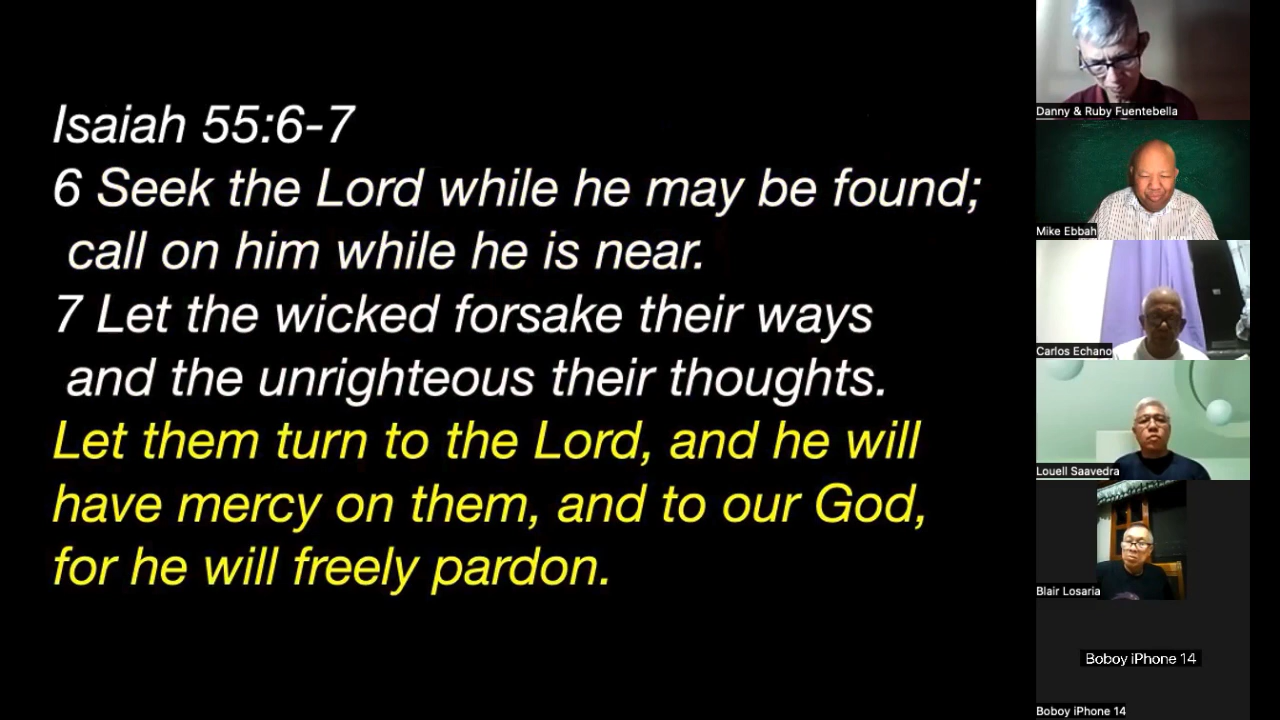 Isaiah 55:6-7
6 Seek the Lord while he may be found;
call on him while he is near.
7 Let the wicked forsake their ways
and the unrighteous their thoughts.
Let them turn to the Lord, and he will
have mercy on them, and to our God,
for he will freely pardon.
Danny & Ruby Fuentebella
Mike Ebbah
Carlos Echano
Louell Saavedra
Blair Losaria
Boboy iPhone 14
Boboy iPhone 14